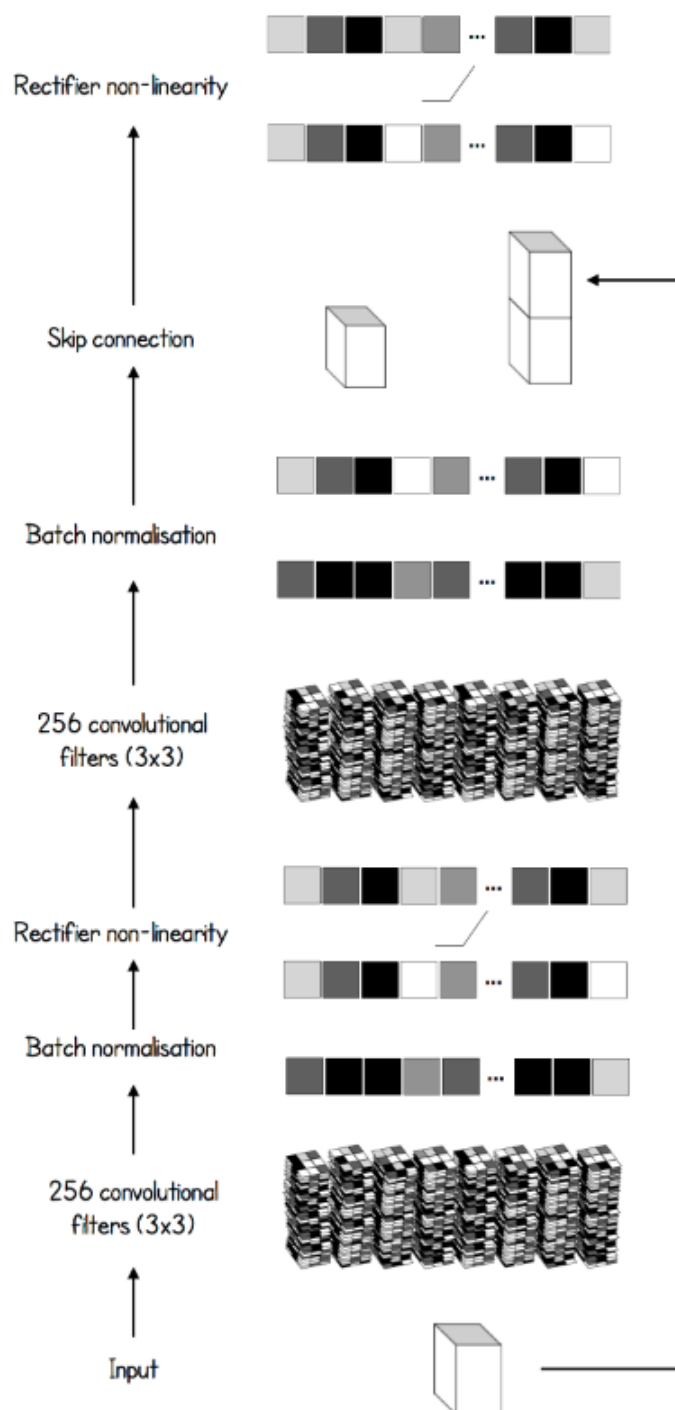 Rectifier non-linearity
...
...
Skip connection
...
Batch normalisation
...
256 convolutional
filters (3x3)
...
Rectifier non-linearity
...
Batch normalisation
...
256 convolutional
filters (3x3)
Input